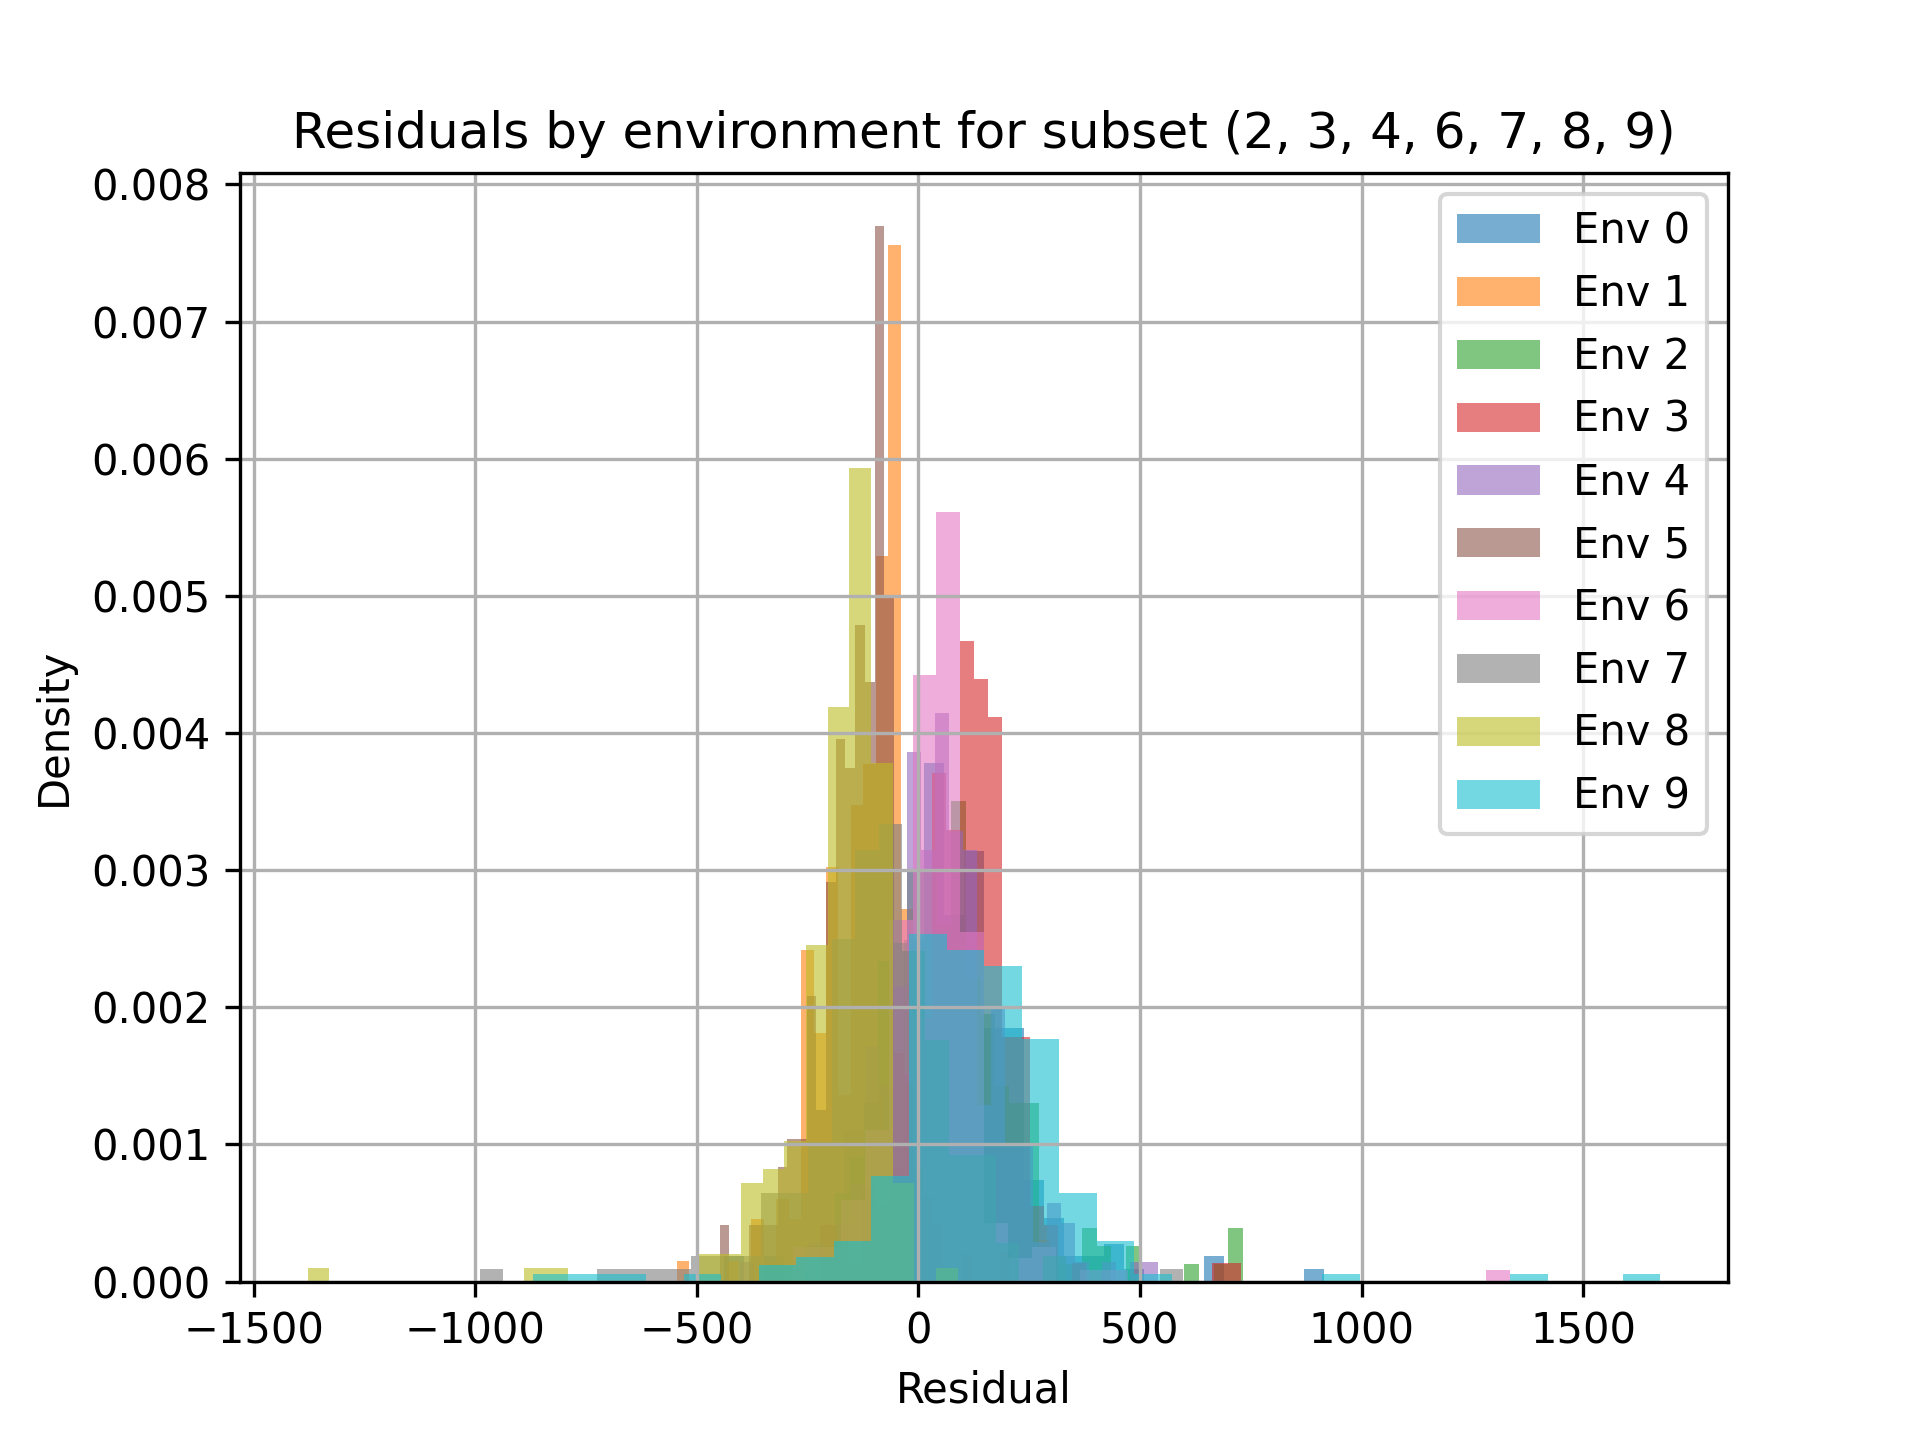 Residuals by environment for subset (2, 3, 4, 6, 7, 8, 9)
0.008
0.007
0.006
0.005
0.004
0.003
0.002
0.001
0.000
Density
Env 0
Env 1
Env 2
Env 3
Env 4
Env 5
Env 6
Env 7
Env 8
Env 9
−1500 −1000 −500 0 500 1000 1500
Residual